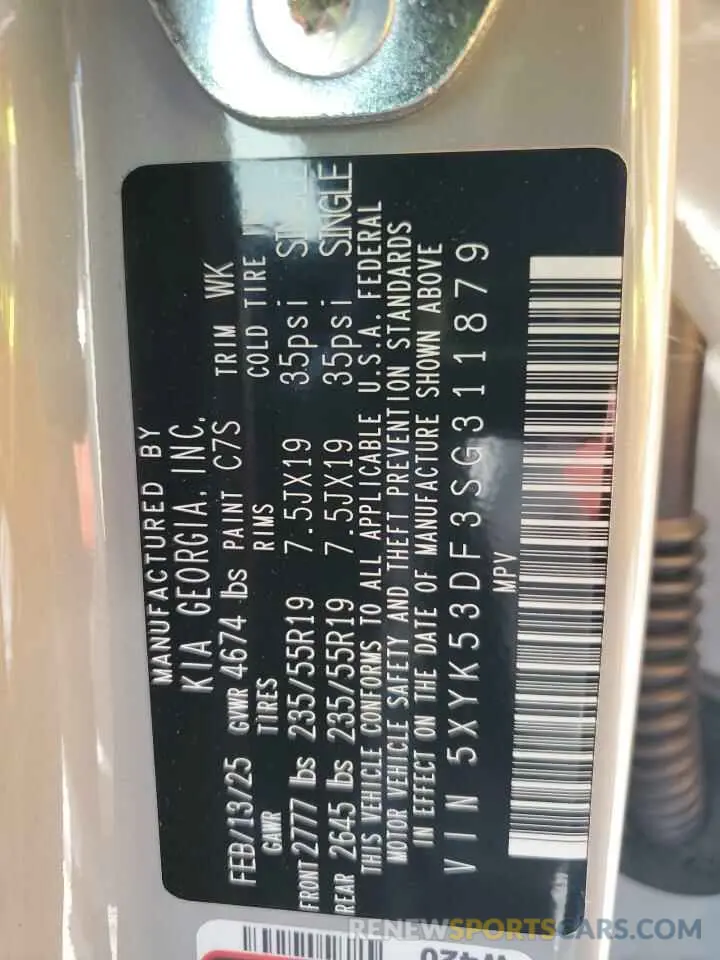 MANUFACTURED BY
KIA GEORGIA, INC.
FEB/13/25 GVWR 4674 lbs PAINT C7S TRIM WK
GAWR TIRES RIMS COLD TIRE
FRONT 2777 lbs 235/55R19 7.5JX19 35psi SINGLE
REAR 2645 lbs 235/55R19 7.5JX19 35psi SINGLE
THIS VEHICLE CONFORMS TO ALL APPLICABLE U.S.A. FEDERAL
MOTOR VEHICLE SAFETY AND THEFT PREVENTION STANDARDS
IN EFFECT ON THE DATE OF MANUFACTURE SHOWN ABOVE
VIN 5XYK53DF3SG311879
MPV
W420
RENEWSPORTSCARS.COM